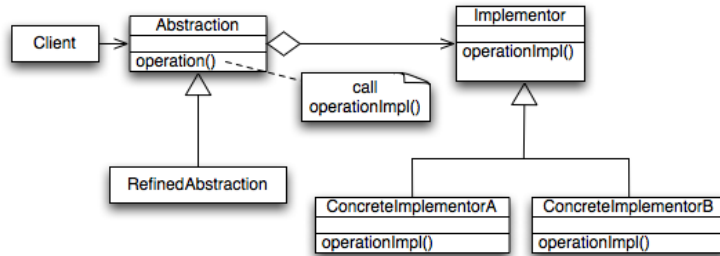 Abstraction
Implementor
Client
operation()
operationImpl()
call
operationImpl()
RefinedAbstraction
ConcreteImplementorA
ConcreteImplementorB
operationImpl()
operationImpl()